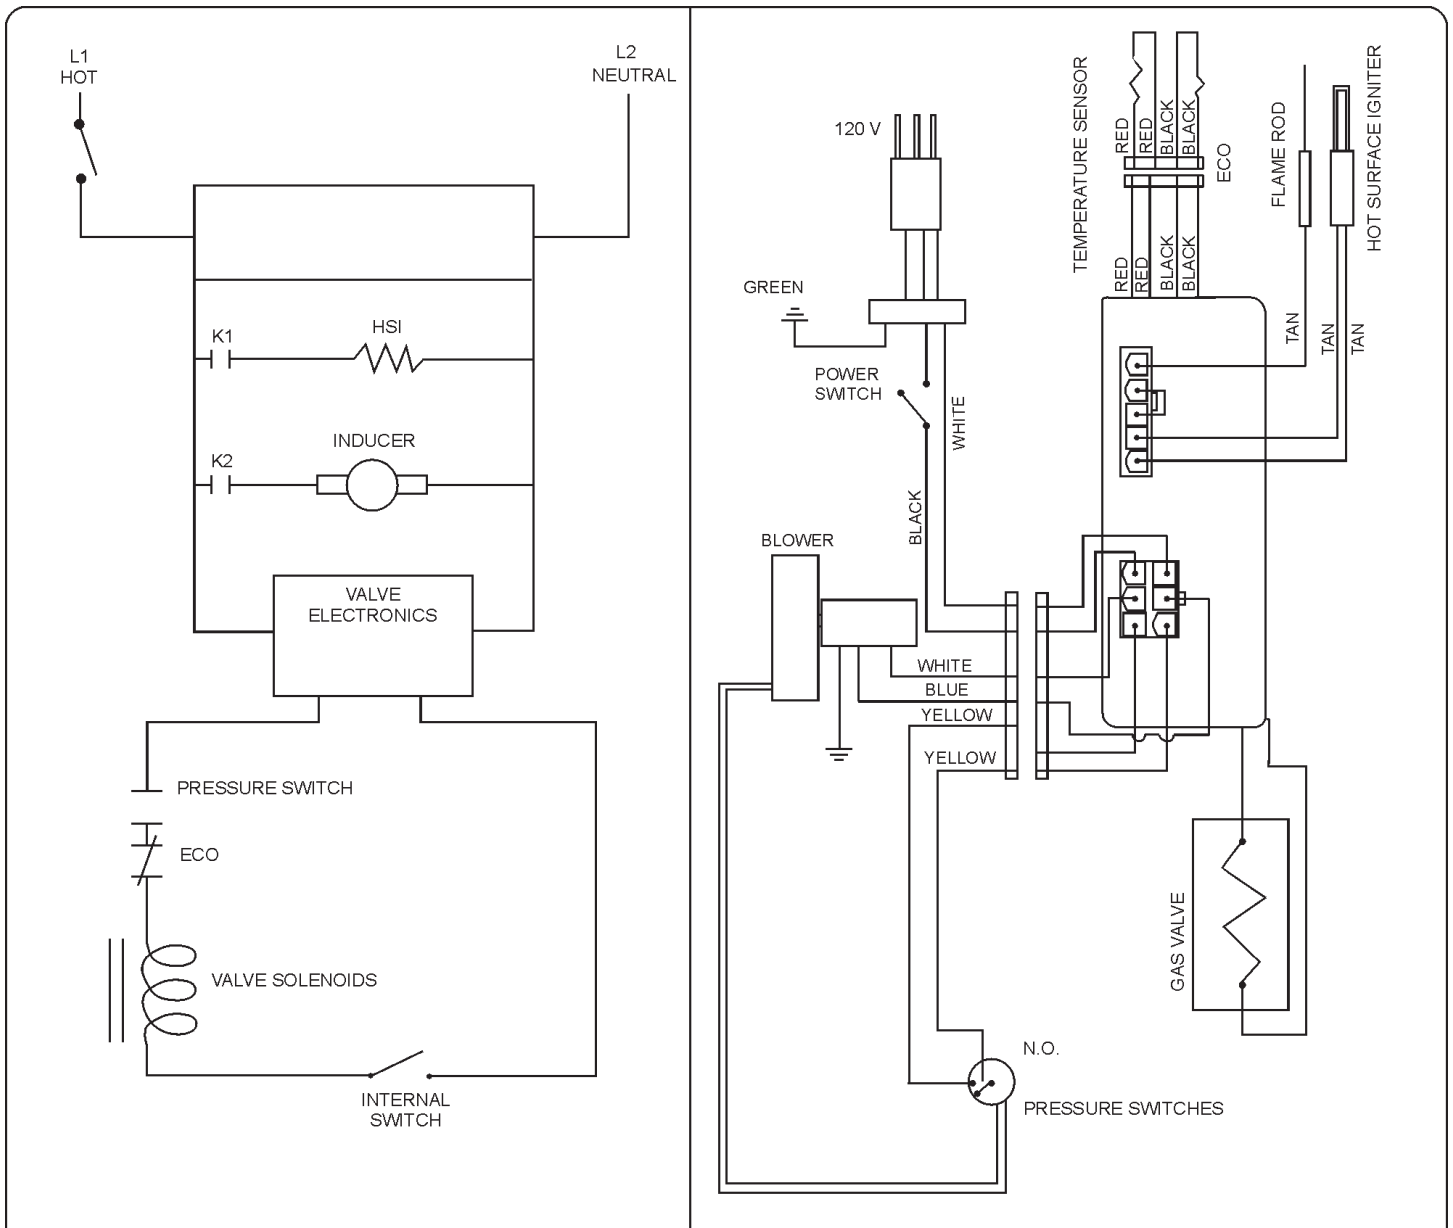 L1
HOT
L2
NEUTRAL
K1
HSI
K2
INDUCER
VALVE
ELECTRONICS
PRESSURE SWITCH
ECO
VALVE SOLENOIDS
INTERNAL
SWITCH
120 V
GREEN
POWER
SWITCH
WHITE
BLACK
BLOWER
WHITE
BLUE
YELLOW
YELLOW
TEMPERATURE SENSOR
RED
RED
BLACK
BLACK
ECO
RED
RED
BLACK
BLACK
FLAME ROD
HOT SURFACE IGNITER
TAN
TAN
TAN
GAS VALVE
N.O.
PRESSURE SWITCHES